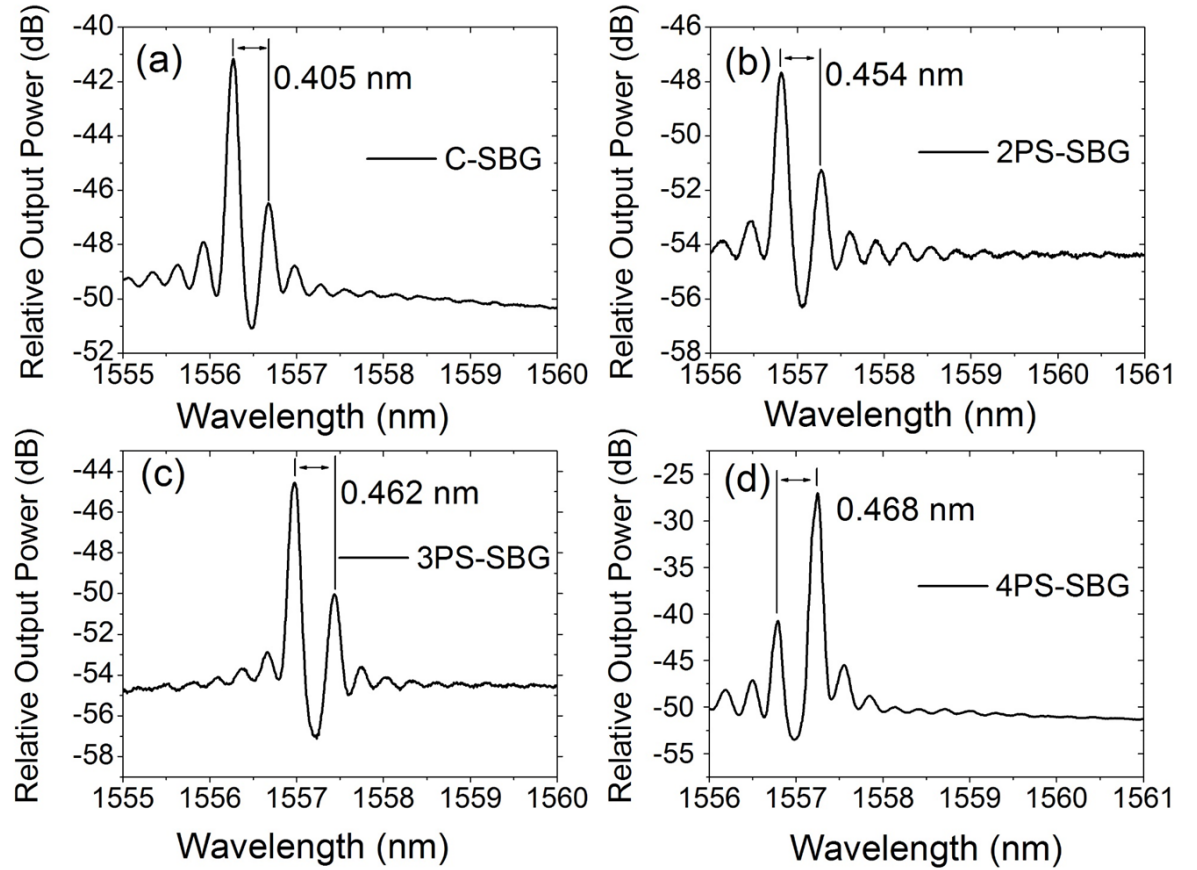 Relative Output Power (dB)
-40
-42
-44
-46
-48
-50
-52
(a)
0.405 nm
C-SBG
1555 1556 1557 1558 1559 1560
Wavelength (nm)
Relative Output Power (dB)
-46
-48
-50
-52
-54
-56
-58
(b)
0.454 nm
2PS-SBG
1556 1557 1558 1559 1560 1561
Wavelength (nm)
Relative Output Power (dB)
-44
-46
-48
-50
-52
-54
-56
-58
(c)
0.462 nm
3PS-SBG
1555 1556 1557 1558 1559 1560
Wavelength (nm)
Relative Output Power (dB)
-25
-30
-35
-40
-45
-50
-55
(d)
0.468 nm
4PS-SBG
1556 1557 1558 1559 1560 1561
Wavelength (nm)